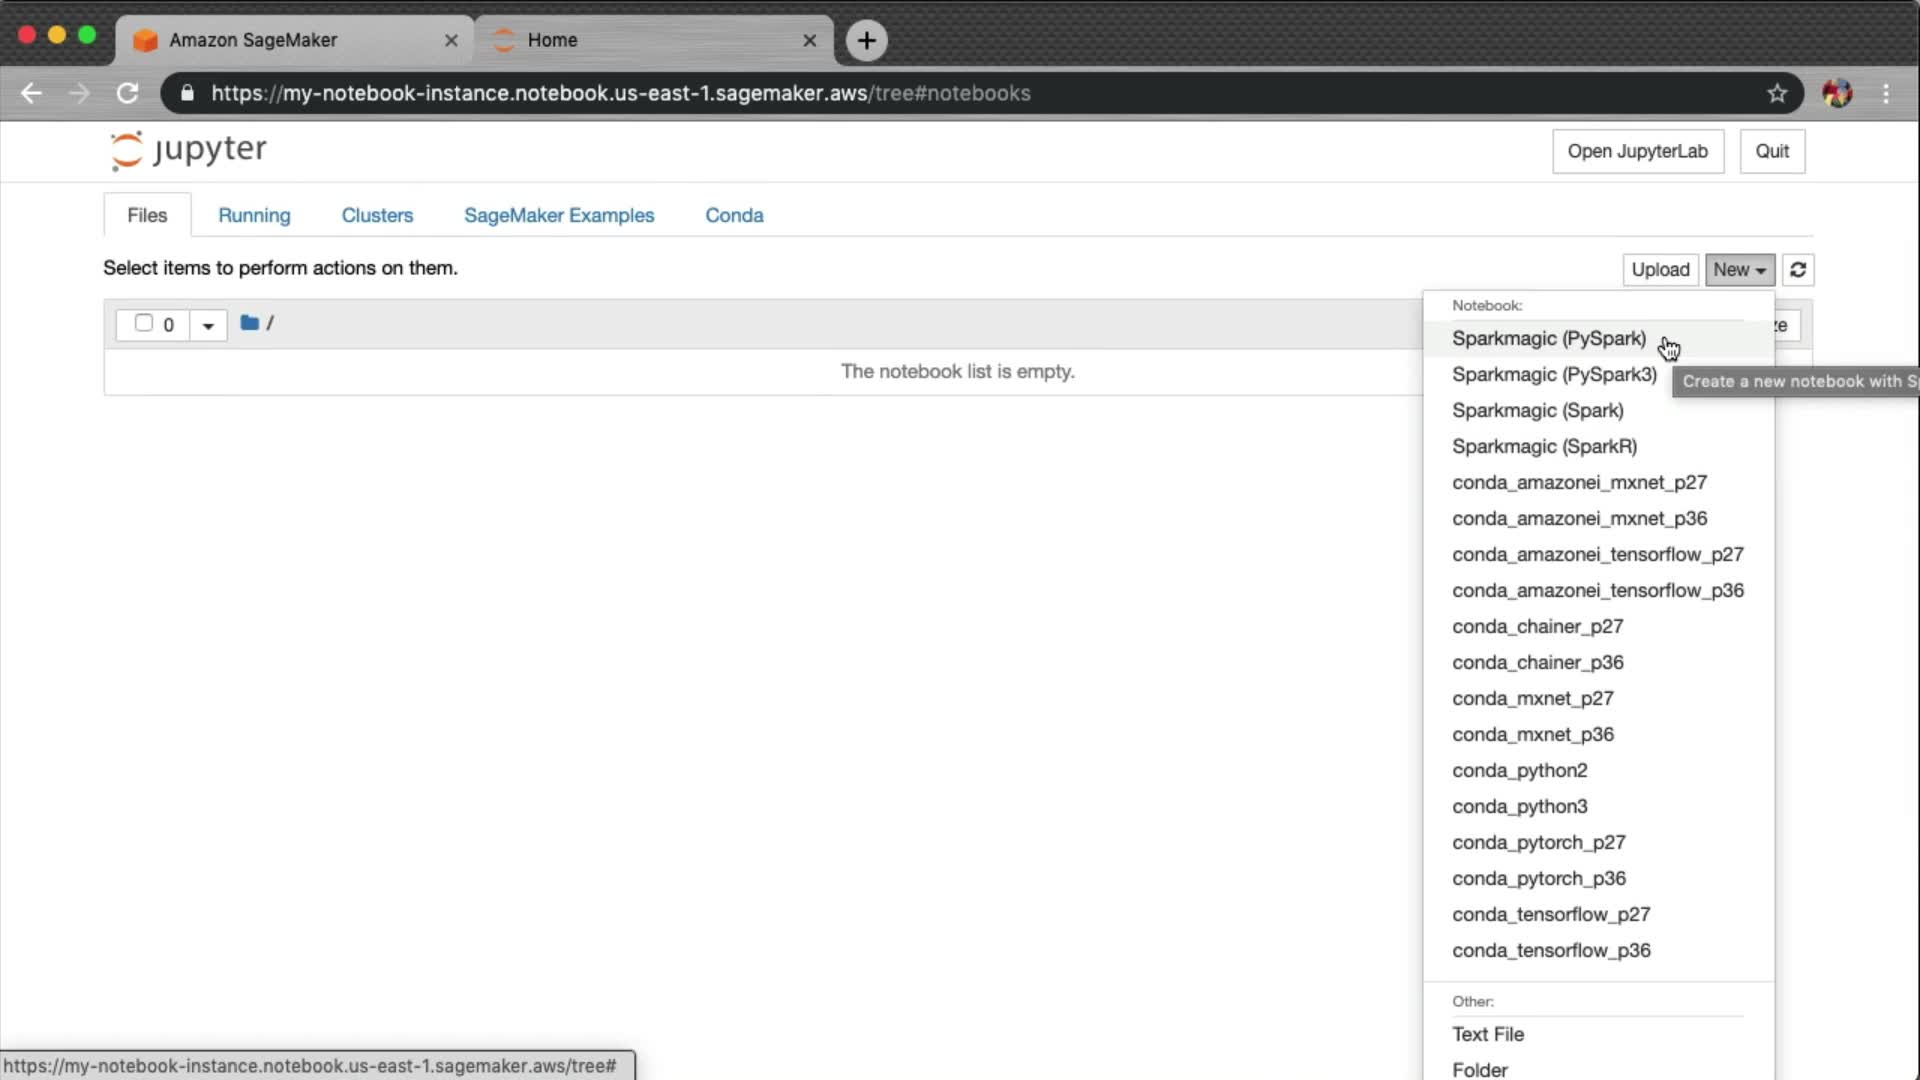 Amazon SageMaker
Home
https://my-notebook-instance.notebook.us-east-1.sagemaker.aws/tree#notebooks
jupyter
Open JupyterLab
Quit
Files
Running
Clusters
SageMaker Examples
Conda
Select items to perform actions on them.
Upload
New
0
/
ze
The notebook list is empty.
Notebook:
Sparkmagic (PySpark)
Sparkmagic (PySpark3)
Create a new notebook with
Sparkmagic (Spark)
Sparkmagic (SparkR)
conda_amazonei_mxnet_p27
conda_amazonei_mxnet_p36
conda_amazonei_tensorflow_p27
conda_amazonei_tensorflow_p36
conda_chainer_p27
conda_chainer_p36
conda_mxnet_p27
conda_mxnet_p36
conda_python2
conda_python3
conda_pytorch_p27
conda_pytorch_p36
conda_tensorflow_p27
conda_tensorflow_p36
Other:
Text File
Folder
https://my-notebook-instance.notebook.us-east-1.sagemaker.aws/tree#